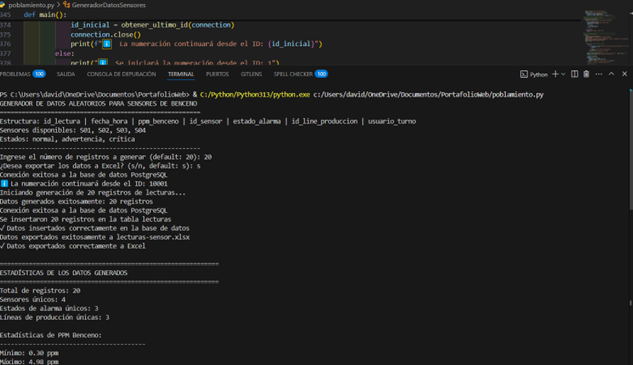 poblamiento.py > GeneradorDatosSensores
345 def main():
374 id_inicial = obtener_ultimo_id(connection)
375 connection.close()
376 print(f"ℹ️ La numeración continuará desde el ID: {id_inicial}")
377 else:
print(f"ℹ️ Se iniciará la numeración desde el ID: 1")
PROBLEMAS 100 SALIDA CONSOLA DE DEPURACIÓN TERMINAL PUERTOS GITLENS SPELL CHECKER 100 Python
PS C:\Users\david\OneDrive\Documentos\PortafolioWeb> & C:/Python/Python313/python.exe c:/Users/david/OneDrive/Documentos/PortafolioWeb/poblamiento.py
GENERADOR DE DATOS ALEATORIOS PARA SENSORES DE BENCENO
============================================================
Estructura: id_lectura | fecha_hora | ppm_benceno | id_sensor | estado_alarma | id_line_produccion | usuario_turno
Sensores disponibles: S01, S02, S03, S04
Estados: normal, advertencia, crítica
------------------------------------------------------------
Ingrese el número de registros a generar (default: 20): 20
¿Desea exportar los datos a Excel? (s/n, default: s): s
Conexión exitosa a la base de datos PostgreSQL
ℹ️ La numeración continuará desde el ID: 10001
Iniciando generación de 20 registros de lecturas...
Datos generados exitosamente: 20 registros
Conexión exitosa a la base de datos PostgreSQL
Se insertaron 20 registros en la tabla lecturas
✓ Datos insertados correctamente en la base de datos
Datos exportados exitosamente a lecturas-sensor.xlsx
✓ Datos exportados correctamente a Excel
============================================================
ESTADÍSTICAS DE LOS DATOS GENERADOS
============================================================
Total de registros: 20
Sensores únicos: 4
Estados de alarma únicos: 3
Líneas de producción únicas: 3
Estadísticas de PPM Benceno:
----------------------------------------
Mínimo: 0.30 ppm
Máximo: 4.98 ppm